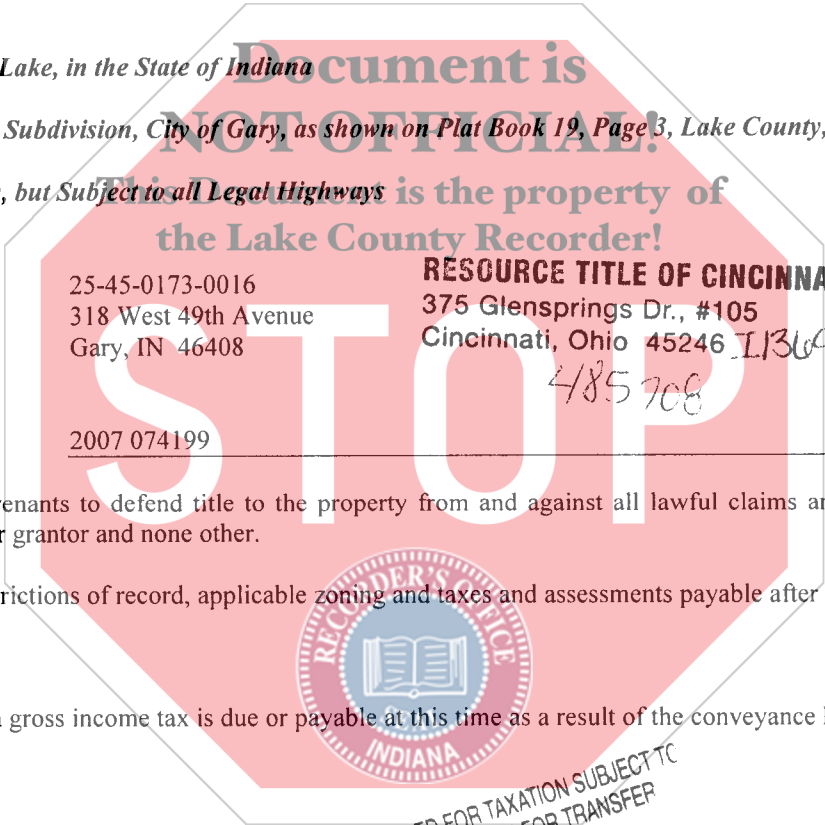 Document is
Lake, in the State of Indiana
NOT OFFICIAL!
Subdivision, City of Gary, as shown on Plat Book 19, Page 3, Lake County,
, but Subject to all Legal Highways
This Document is the property of
the Lake County Recorder!
25-45-0173-0016
318 West 49th Avenue
Gary, IN 46408
RESOURCE TITLE OF CINCINNA
375 Glensprings Dr., #105
Cincinnati, Ohio 45246 I1364
485708
STOP
2007 074199
venants to defend title to the property from and against all lawful claims an
r grantor and none other.
rictions of record, applicable zoning and taxes and assessments payable after
RECORDER'S OFFICE
INDIANA
gross income tax is due or payable at this time as a result of the conveyance
ED FOR TAXATION SUBJECT TO
FOR TRANSFER